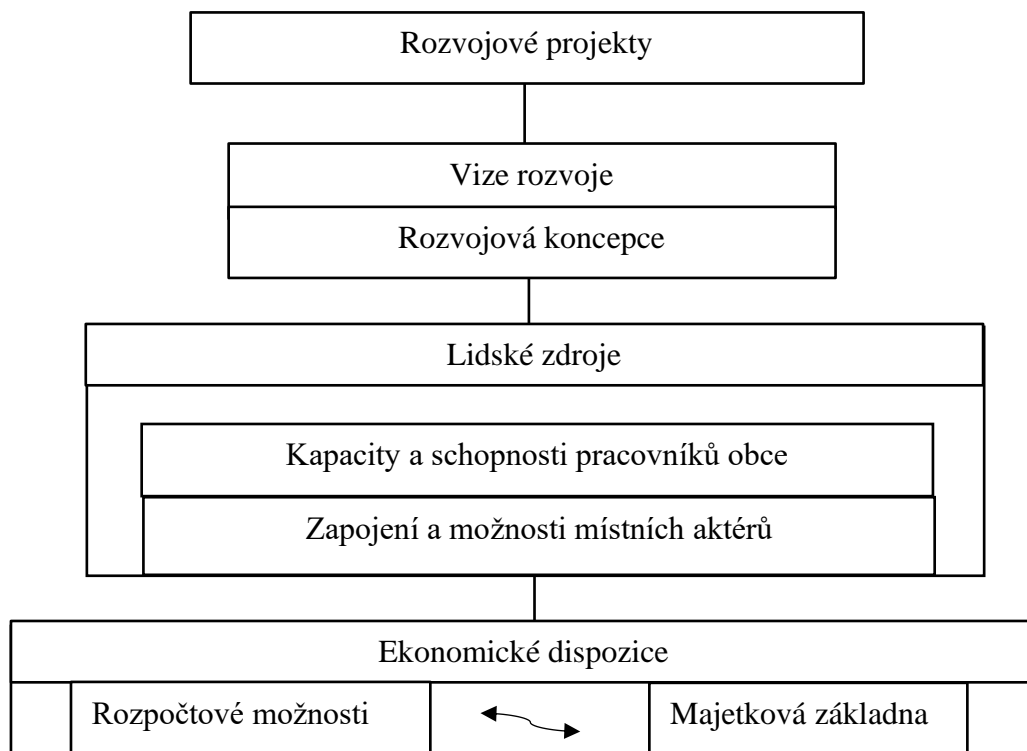 Rozvojové projekty
Vize rozvoje
Rozvojová koncepce
Lidské zdroje
Kapacity a schopnosti pracovníků obce
Zapojení a možnosti místních aktérů
Ekonomické dispozice
Rozpočtové možnosti
Majetková základna